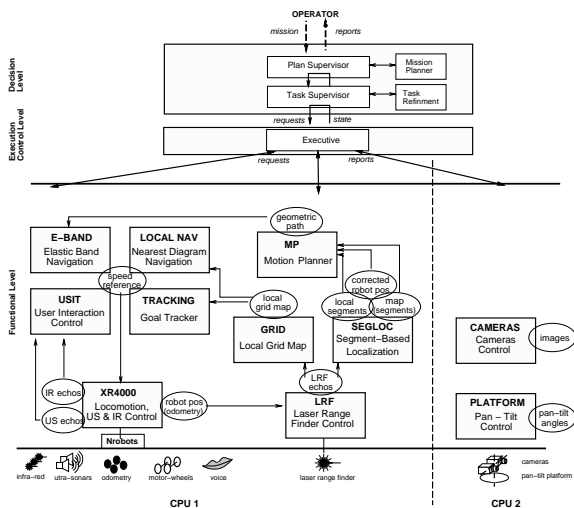 OPERATOR
mission
reports
Decision
Level
Plan Supervisor
Mission
Planner
Task Supervisor
Task
Refinment
requests
state
Execution
Control Level
Executive
requests
reports
Functional Level
geometric
path
E-BAND
Elastic Band
Navigation
LOCAL NAV
Nearest Diagram
Navigation
MP
Motion Planner
speed
reference
corrected
robot pos
USIT
User Interaction
Control
TRACKING
Goal Tracker
local
grid map
local
segments
map
(segments)
GRID
Local Grid Map
SEGLOC
Segment-Based
Localization
CAMERAS
Cameras
Control
images
LRF
echos
IR echos
US echos
XR4000
Locomotion,
US & IR Control
robot pos
(odometry)
LRF
Laser Range
Finder Control
PLATFORM
Pan - Tilt
Control
pan-tilt
angles
Nrobots
infra-red
utra-sonars
odometry
motor-wheels
voice
laser range finder
cameras
pan-tilt platform
CPU 1
CPU 2